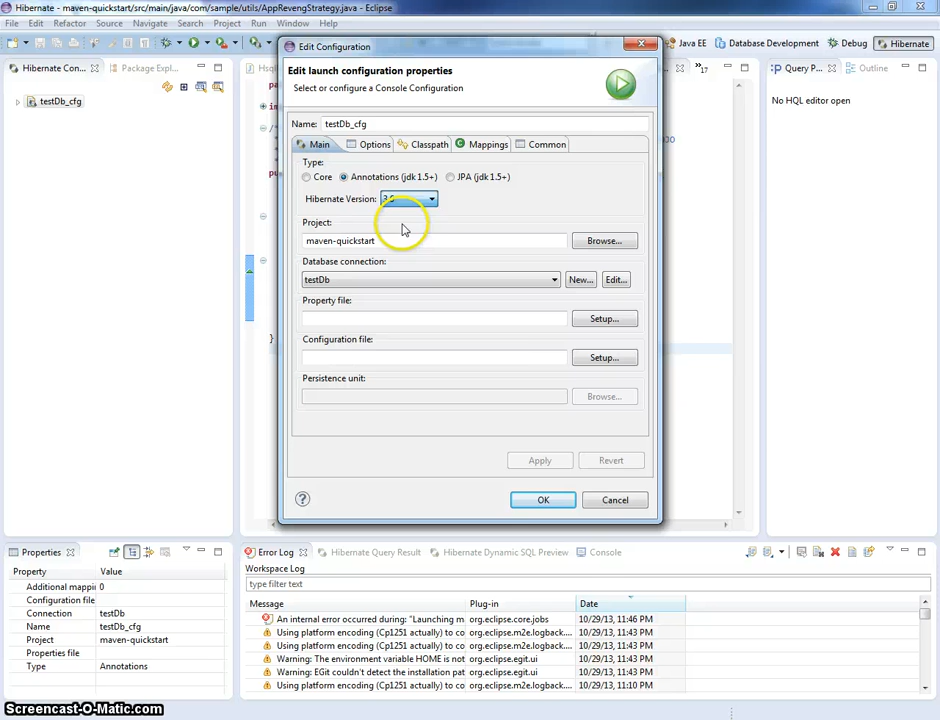 Hibernate - maven-quickstart/src/main/java/com/sample/utils/AppRevengStrategy.java - Eclipse
File Edit Refactor Source Navigate Search Project Run Window Help
Java EE Database Development Debug Hibernate
Hibernate Con... Package Expl...
testDb_cfg
Hsql
17
Query P... Outline
No HQL editor open
Edit Configuration
Edit launch configuration properties
Select or configure a Console Configuration
Name: testDb_cfg
Main Options Classpath Mappings Common
Type:
Core Annotations (jdk 1.5+) JPA (jdk 1.5+)
Hibernate Version:
Project:
maven-quickstart Browse...
Database connection:
testDb New... Edit...
Property file:
Setup...
Configuration file:
Setup...
Persistence unit:
Browse...
Apply Revert
OK Cancel
Properties
Property Value
Additional mappi 0
Configuration file
Connection testDb
Name testDb_cfg
Project maven-quickstart
Properties file
Type Annotations
Error Log Hibernate Query Result Hibernate Dynamic SQL Preview Console
Workspace Log
type filter text
Message Plug-in Date
An internal error occurred during: "Launching m org.eclipse.core.jobs 10/29/13, 11:46 PM
Using platform encoding (Cp1251 actually) to co org.eclipse.m2e.logback.... 10/29/13, 11:43 PM
Using platform encoding (Cp1251 actually) to co org.eclipse.m2e.logback.... 10/29/13, 11:43 PM
Warning: The environment variable HOME is not org.eclipse.egit.ui 10/29/13, 11:43 PM
Warning: EGit couldn't detect the installation pat org.eclipse.egit.ui 10/29/13, 11:43 PM
Using platform encoding (Cp1251 actually) to co org.eclipse.m2e.logback.... 10/29/13, 11:10 PM
Screencast-O-Matic.com